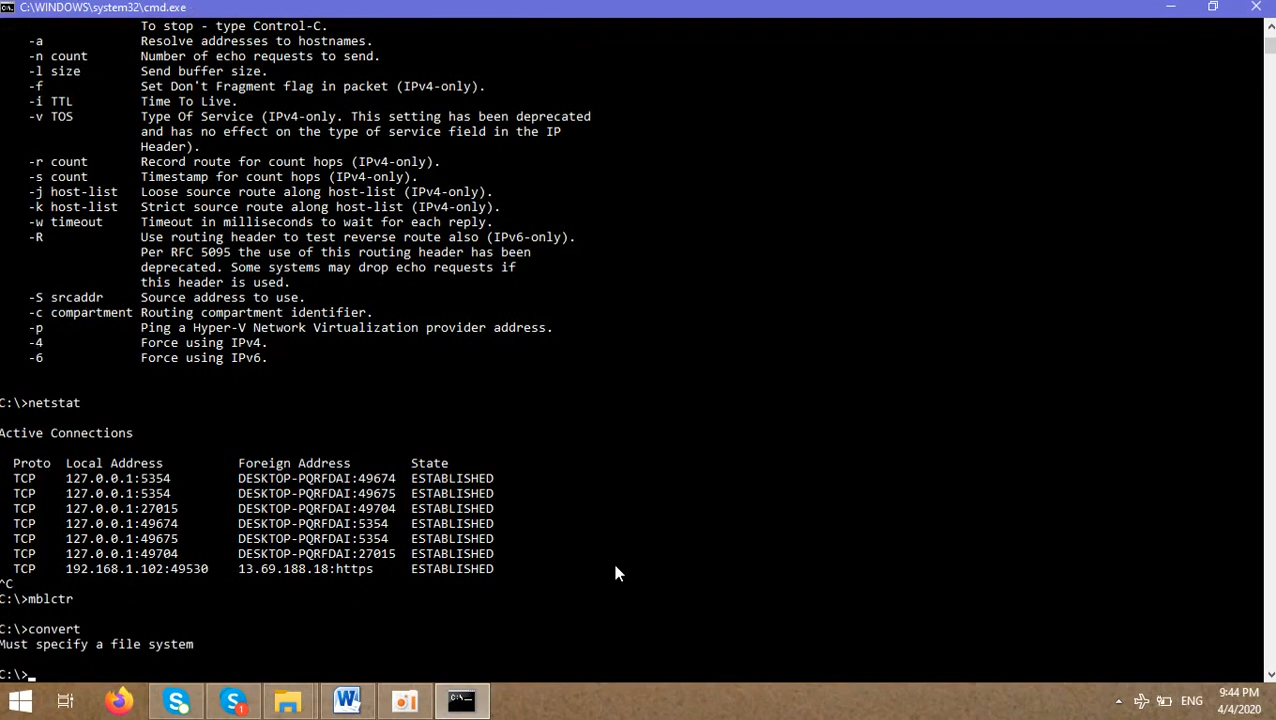 C:\WINDOWS\system32\cmd.exe
To stop - type Control-C.
-a Resolve addresses to hostnames.
-n count Number of echo requests to send.
-l size Send buffer size.
-f Set Don't Fragment flag in packet (IPv4-only).
-i TTL Time To Live.
-v TOS Type Of Service (IPv4-only. This setting has been deprecated
and has no effect on the type of service field in the IP
Header).
-r count Record route for count hops (IPv4-only).
-s count Timestamp for count hops (IPv4-only).
-j host-list Loose source route along host-list (IPv4-only).
-k host-list Strict source route along host-list (IPv4-only).
-w timeout Timeout in milliseconds to wait for each reply.
-R Use routing header to test reverse route also (IPv6-only).
Per RFC 5095 the use of this routing header has been
deprecated. Some systems may drop echo requests if
this header is used.
-S srcaddr Source address to use.
-c compartment Routing compartment identifier.
-p Ping a Hyper-V Network Virtualization provider address.
-4 Force using IPv4.
-6 Force using IPv6.
C:\>netstat
Active Connections
Proto Local Address Foreign Address State
TCP 127.0.0.1:5354 DESKTOP-PQRFDAI:49674 ESTABLISHED
TCP 127.0.0.1:5354 DESKTOP-PQRFDAI:49675 ESTABLISHED
TCP 127.0.0.1:27015 DESKTOP-PQRFDAI:49704 ESTABLISHED
TCP 127.0.0.1:49674 DESKTOP-PQRFDAI:5354 ESTABLISHED
TCP 127.0.0.1:49675 DESKTOP-PQRFDAI:5354 ESTABLISHED
TCP 127.0.0.1:49704 DESKTOP-PQRFDAI:27015 ESTABLISHED
TCP 192.168.1.102:49530 13.69.188.18:https ESTABLISHED
^C
C:\>mblctr
C:\>convert
Must specify a file system
C:\>_
ENG
9:44 PM
4/4/2020